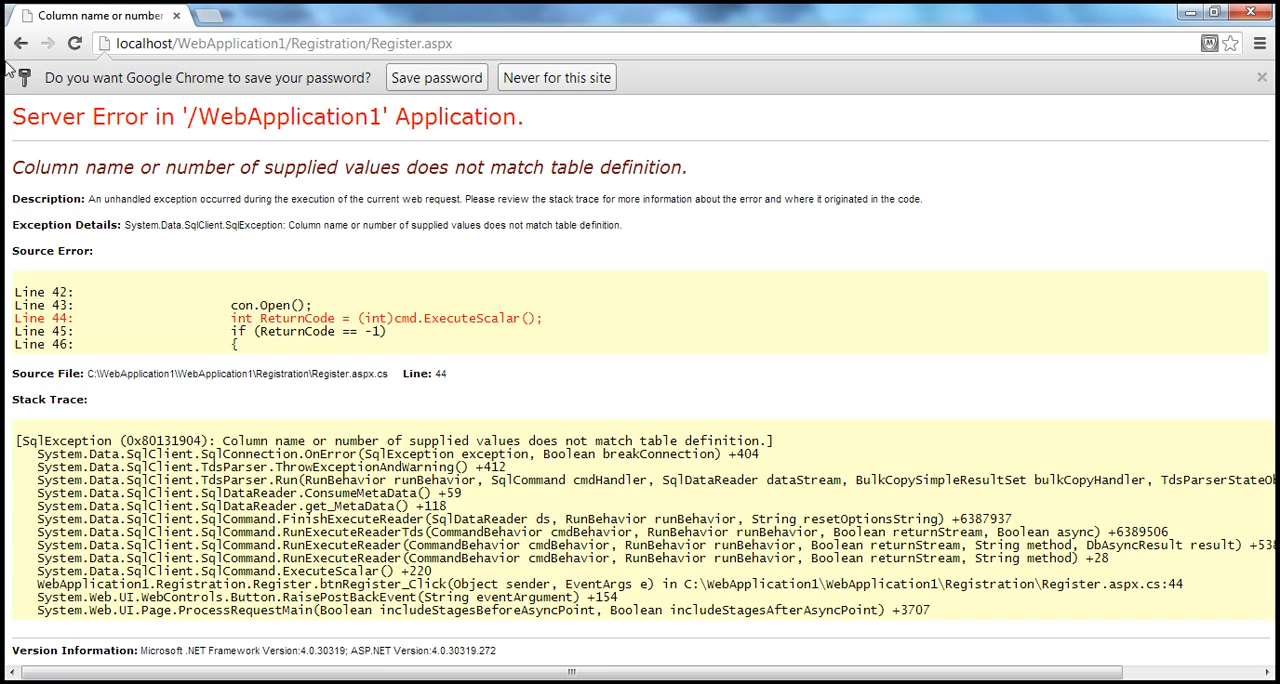 Column name or number
localhost/WebApplication1/Registration/Register.aspx
Do you want Google Chrome to save your password? Save password Never for this site
Server Error in '/WebApplication1' Application.
Column name or number of supplied values does not match table definition.
Description: An unhandled exception occurred during the execution of the current web request. Please review the stack trace for more information about the error and where it originated in the code.
Exception Details: System.Data.SqlClient.SqlException: Column name or number of supplied values does not match table definition.
Source Error:
Line 42:
Line 43: con.Open();
Line 44: int ReturnCode = (int)cmd.ExecuteScalar();
Line 45: if (ReturnCode == -1)
Line 46: {
Source File: C:\WebApplication1\WebApplication1\Registration\Register.aspx.cs Line: 44
Stack Trace:
[SqlException (0x80131904): Column name or number of supplied values does not match table definition.]
System.Data.SqlClient.SqlConnection.OnError(SqlException exception, Boolean breakConnection) +404
System.Data.SqlClient.TdsParser.ThrowExceptionAndWarning() +412
System.Data.SqlClient.TdsParser.Run(RunBehavior runBehavior, SqlCommand cmdHandler, SqlDataReader dataStream, BulkCopySimpleResultSet bulkCopyHandler, TdsParserStateOb
System.Data.SqlClient.SqlDataReader.ConsumeMetaData() +59
System.Data.SqlClient.SqlDataReader.get_MetaData() +118
System.Data.SqlClient.SqlCommand.FinishExecuteReader(SqlDataReader ds, RunBehavior runBehavior, String resetOptionsString) +6387937
System.Data.SqlClient.SqlCommand.RunExecuteReaderTds(CommandBehavior cmdBehavior, RunBehavior runBehavior, Boolean returnStream, Boolean async) +6389506
System.Data.SqlClient.SqlCommand.RunExecuteReader(CommandBehavior cmdBehavior, RunBehavior runBehavior, Boolean returnStream, String method, DbAsyncResult result) +538
System.Data.SqlClient.SqlCommand.RunExecuteReader(CommandBehavior cmdBehavior, RunBehavior runBehavior, Boolean returnStream, String method) +28
System.Data.SqlClient.SqlCommand.ExecuteScalar() +220
WebApplication1.Registration.Register.btnRegister_Click(Object sender, EventArgs e) in C:\WebApplication1\WebApplication1\Registration\Register.aspx.cs:44
System.Web.UI.WebControls.Button.RaisePostBackEvent(String eventArgument) +154
System.Web.UI.Page.ProcessRequestMain(Boolean includeStagesBeforeAsyncPoint, Boolean includeStagesAfterAsyncPoint) +3707
Version Information: Microsoft .NET Framework Version:4.0.30319; ASP.NET Version:4.0.30319.272